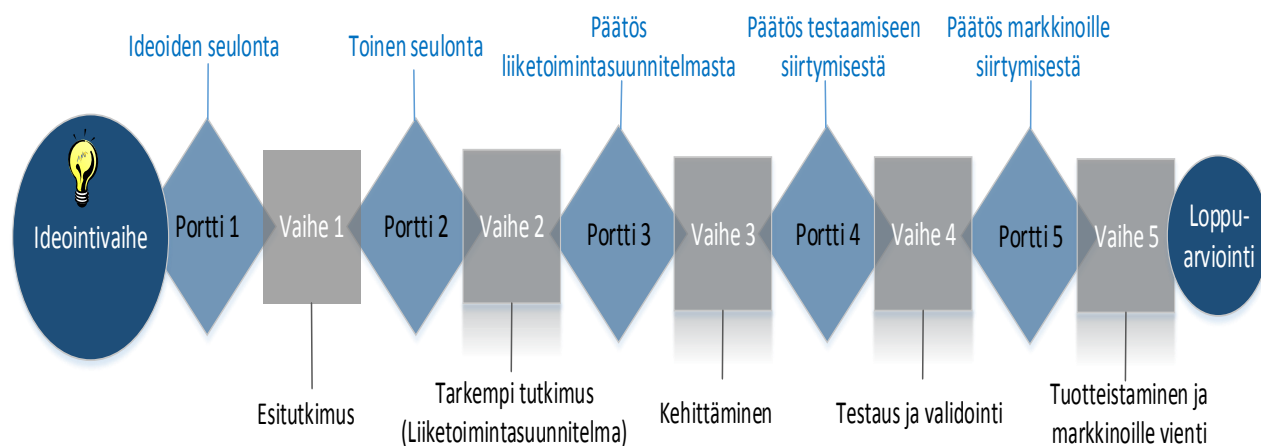 Ideoiden seulonta
Toinen seulonta
Päätös
liiketoimintasuunnitelmasta
Päätös testaamiseen
siirtymisestä
Päätös markkinoille
siirtymisestä
Ideointivaihe
Portti 1
Vaihe 1
Portti 2
Vaihe 2
Portti 3
Vaihe 3
Portti 4
Vaihe 4
Portti 5
Vaihe 5
Loppu-
arviointi
Esitutkimus
Tarkempi tutkimus
(Liiketoimintasuunnitelma)
Kehittäminen
Testaus ja validointi
Tuotteistaminen ja
markkinoille vienti